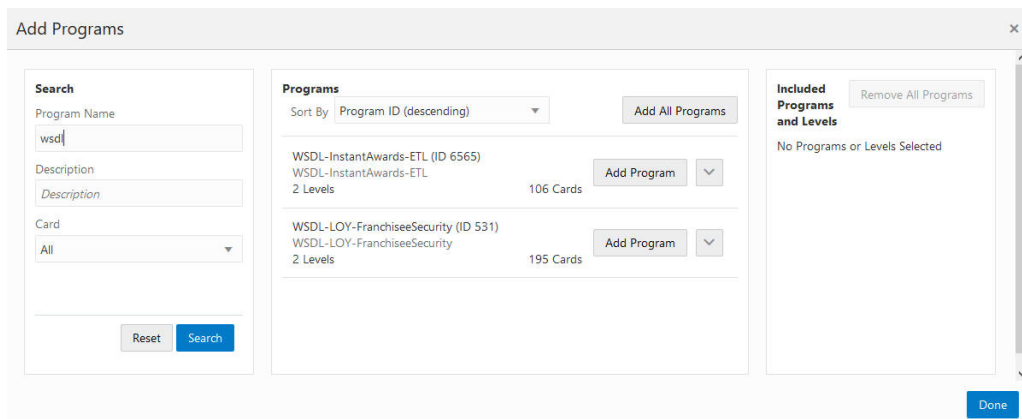 Add Programs
×
Search
Program Name
wsdl
Description
Description
Card
All
Reset
Search
Programs
Sort By Program ID (descending)
Add All Programs
WSDL-InstantAwards-ETL (ID 6565)
WSDL-InstantAwards-ETL
2 Levels 106 Cards
Add Program
WSDL-LOY-FranchiseeSecurity (ID 531)
WSDL-LOY-FranchiseeSecurity
2 Levels 195 Cards
Add Program
Included
Programs
and Levels
Remove All Programs
No Programs or Levels Selected
Done